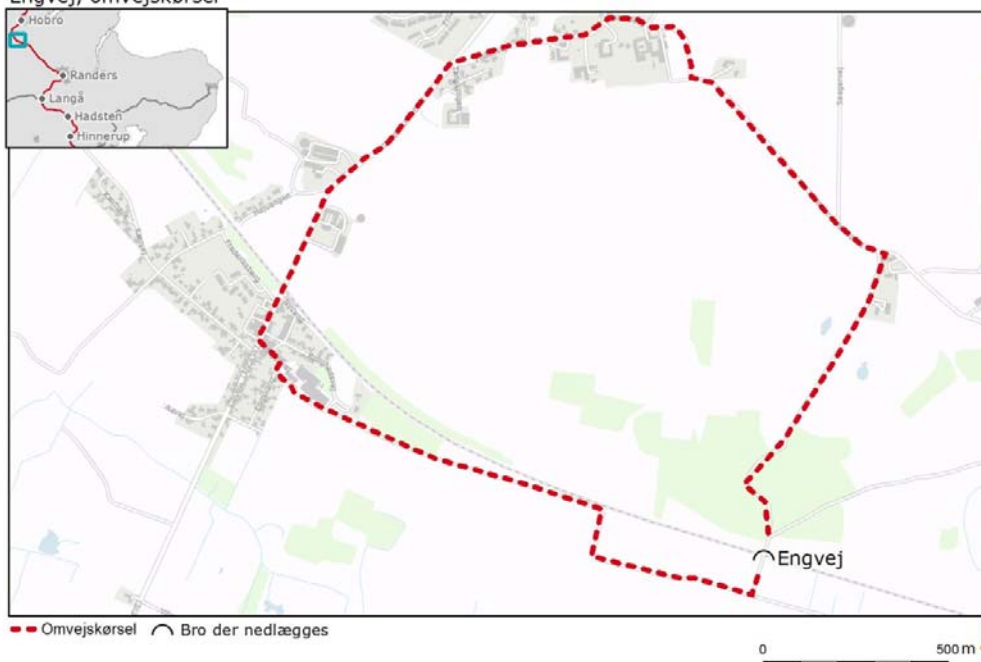 Engvej, omvejskørsel
Hobro
Randers
Langå
Hadsten
Hinnerup
Engvej
Omvejskørsel Bro der nedlægges
0 500 m